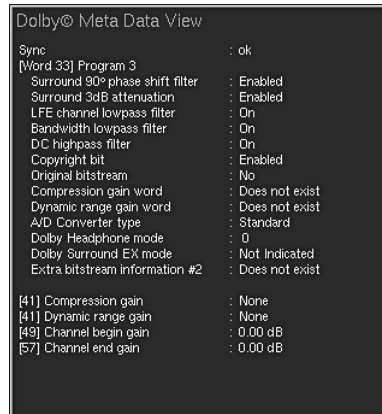 Dolby© Meta Data View
Sync : ok
[Word 33] Program 3
Surround 90º phase shift filter : Enabled
Surround 3dB attenuation : Enabled
LFE channel lowpass filter : On
Bandwidth lowpass filter : On
DC highpass filter : On
Copyright bit : Enabled
Original bitstream : No
Compression gain word : Does not exist
Dynamic range gain word : Does not exist
A/D Converter type : Standard
Dolby Headphone mode : 0
Dolby Surround EX mode : Not Indicated
Extra bitstream information #2 : Does not exist
[41] Compression gain : None
[41] Dynamic range gain : None
[49] Channel begin gain : 0.00 dB
[57] Channel end gain : 0.00 dB